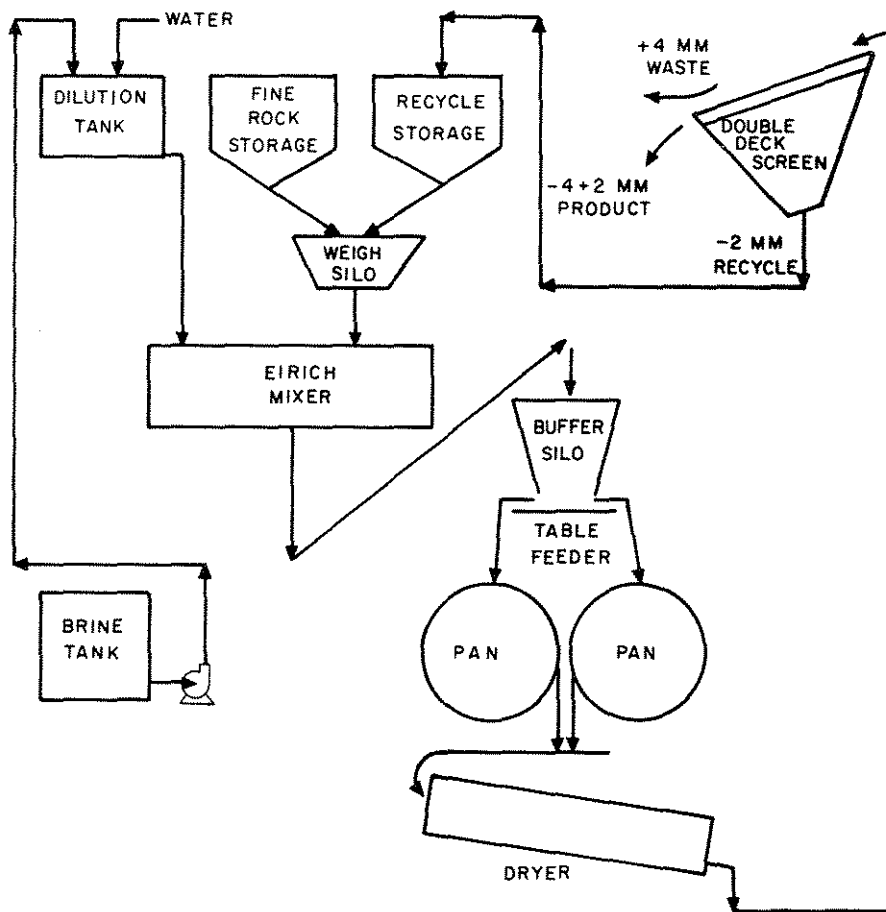 WATER
DILUTION
TANK
FINE
ROCK
STORAGE
RECYCLE
STORAGE
+4 MM
WASTE
DOUBLE
DECK
SCREEN
-4+2 MM
PRODUCT
-2 MM
RECYCLE
WEIGH
SILO
EIRICH
MIXER
BUFFER
SILO
TABLE
FEEDER
BRINE
TANK
PAN
PAN
DRYER